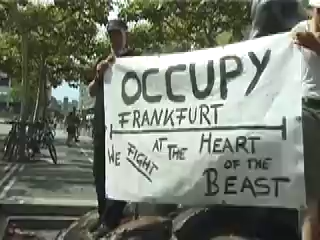 OCCUPY
FRANKFURT
WE FIGHT AT THE HEART
OF THE
BEAST